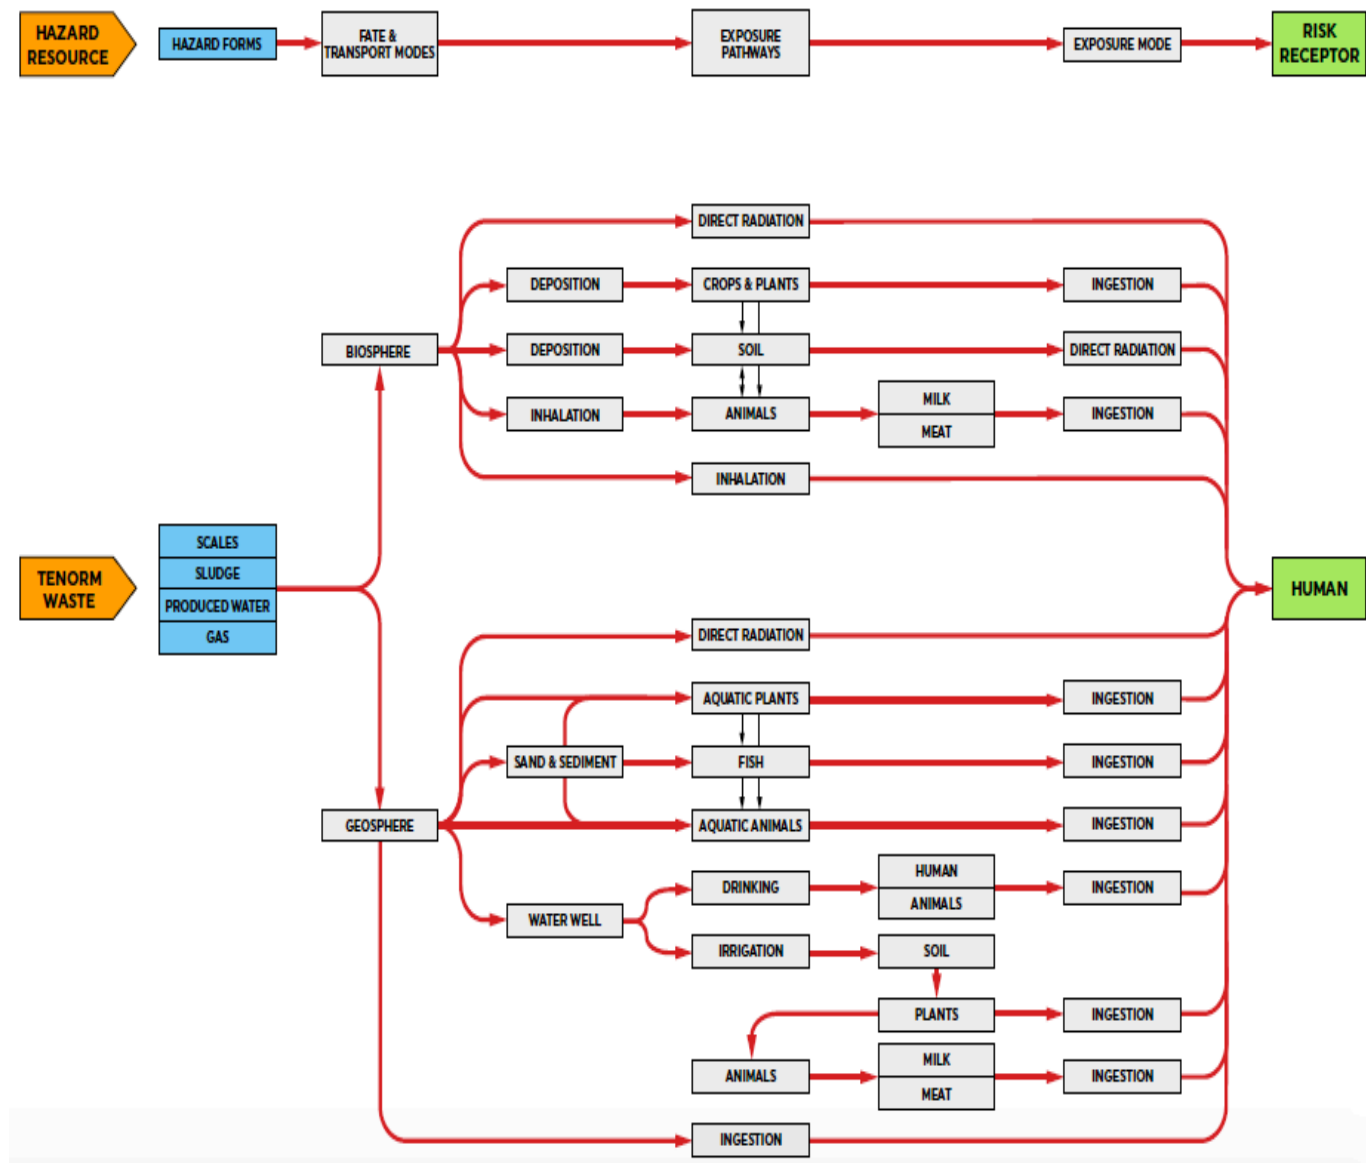 HAZARD
RESOURCE
HAZARD FORMS
FATE &
TRANSPORT MODES
EXPOSURE
PATHWAYS
EXPOSURE MODE
RISK
RECEPTOR
DIRECT RADIATION
DEPOSITION
CROPS & PLANTS
INGESTION
BIOSPHERE
DEPOSITION
SOIL
DIRECT RADIATION
INHALATION
ANIMALS
MILK
MEAT
INGESTION
INHALATION
TENORM
WASTE
SCALES
SLUDGE
PRODUCED WATER
GAS
HUMAN
DIRECT RADIATION
AQUATIC PLANTS
INGESTION
SAND & SEDIMENT
FISH
INGESTION
GEOSPHERE
AQUATIC ANIMALS
INGESTION
WATER WELL
DRINKING
HUMAN
ANIMALS
INGESTION
IRRIGATION
SOIL
PLANTS
INGESTION
ANIMALS
MILK
MEAT
INGESTION
INGESTION